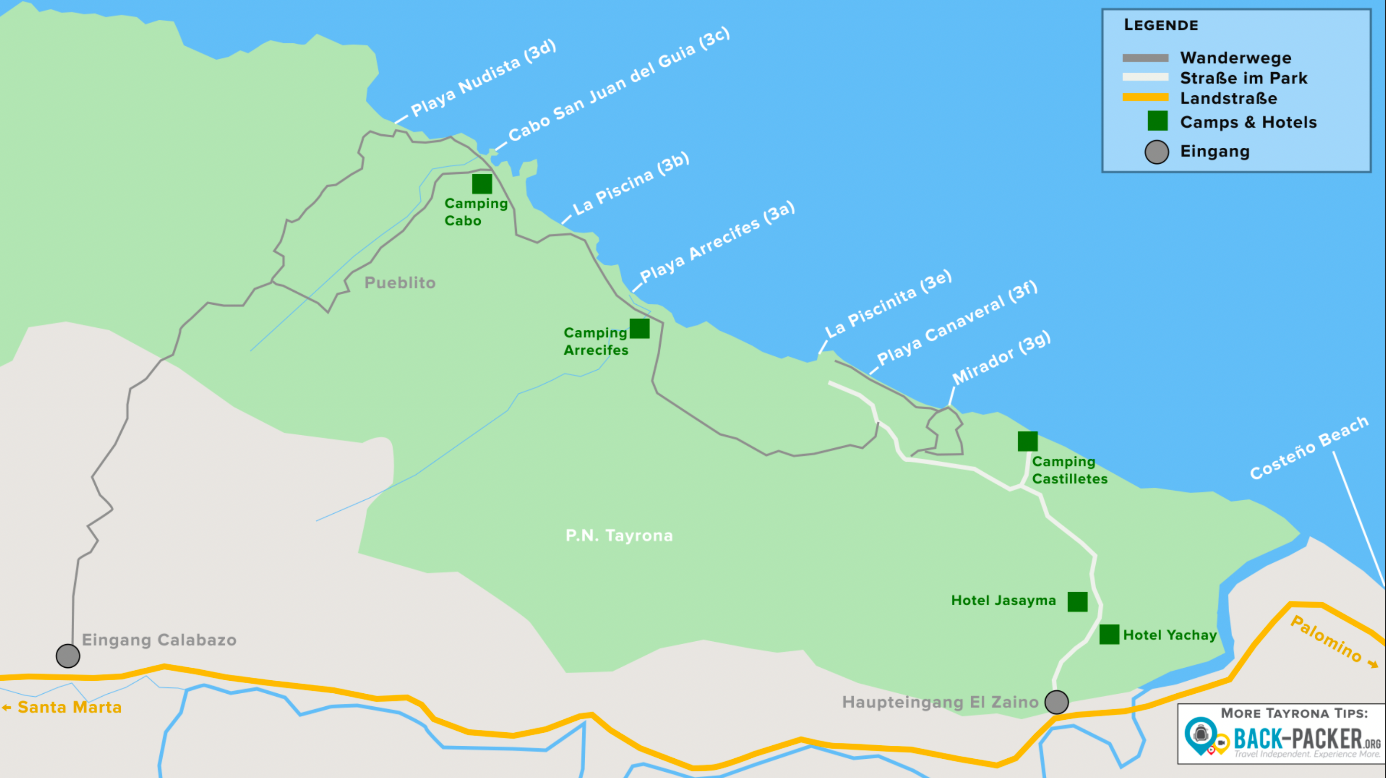 LEGENDE
Wanderwege
Straße im Park
Landstraße
Camps & Hotels
Eingang
Playa Nudista (3d)
Cabo San Juan del Guia (3c)
La Piscina (3b)
Playa Arrecifes (3a)
La Piscinita (3e)
Playa Canaveral (3f)
Mirador (3g)
Costeño Beach
Camping
Cabo
Pueblito
Camping
Arrecifes
Camping
Castilletes
P.N. Tayrona
Hotel Jasayma
Hotel Yachay
Eingang Calabazo
Haupteingang El Zaino
← Santa Marta
Palomino →
MORE TAYRONA TIPS:
BACK-PACKER.ORG
Travel Independent. Experience More.